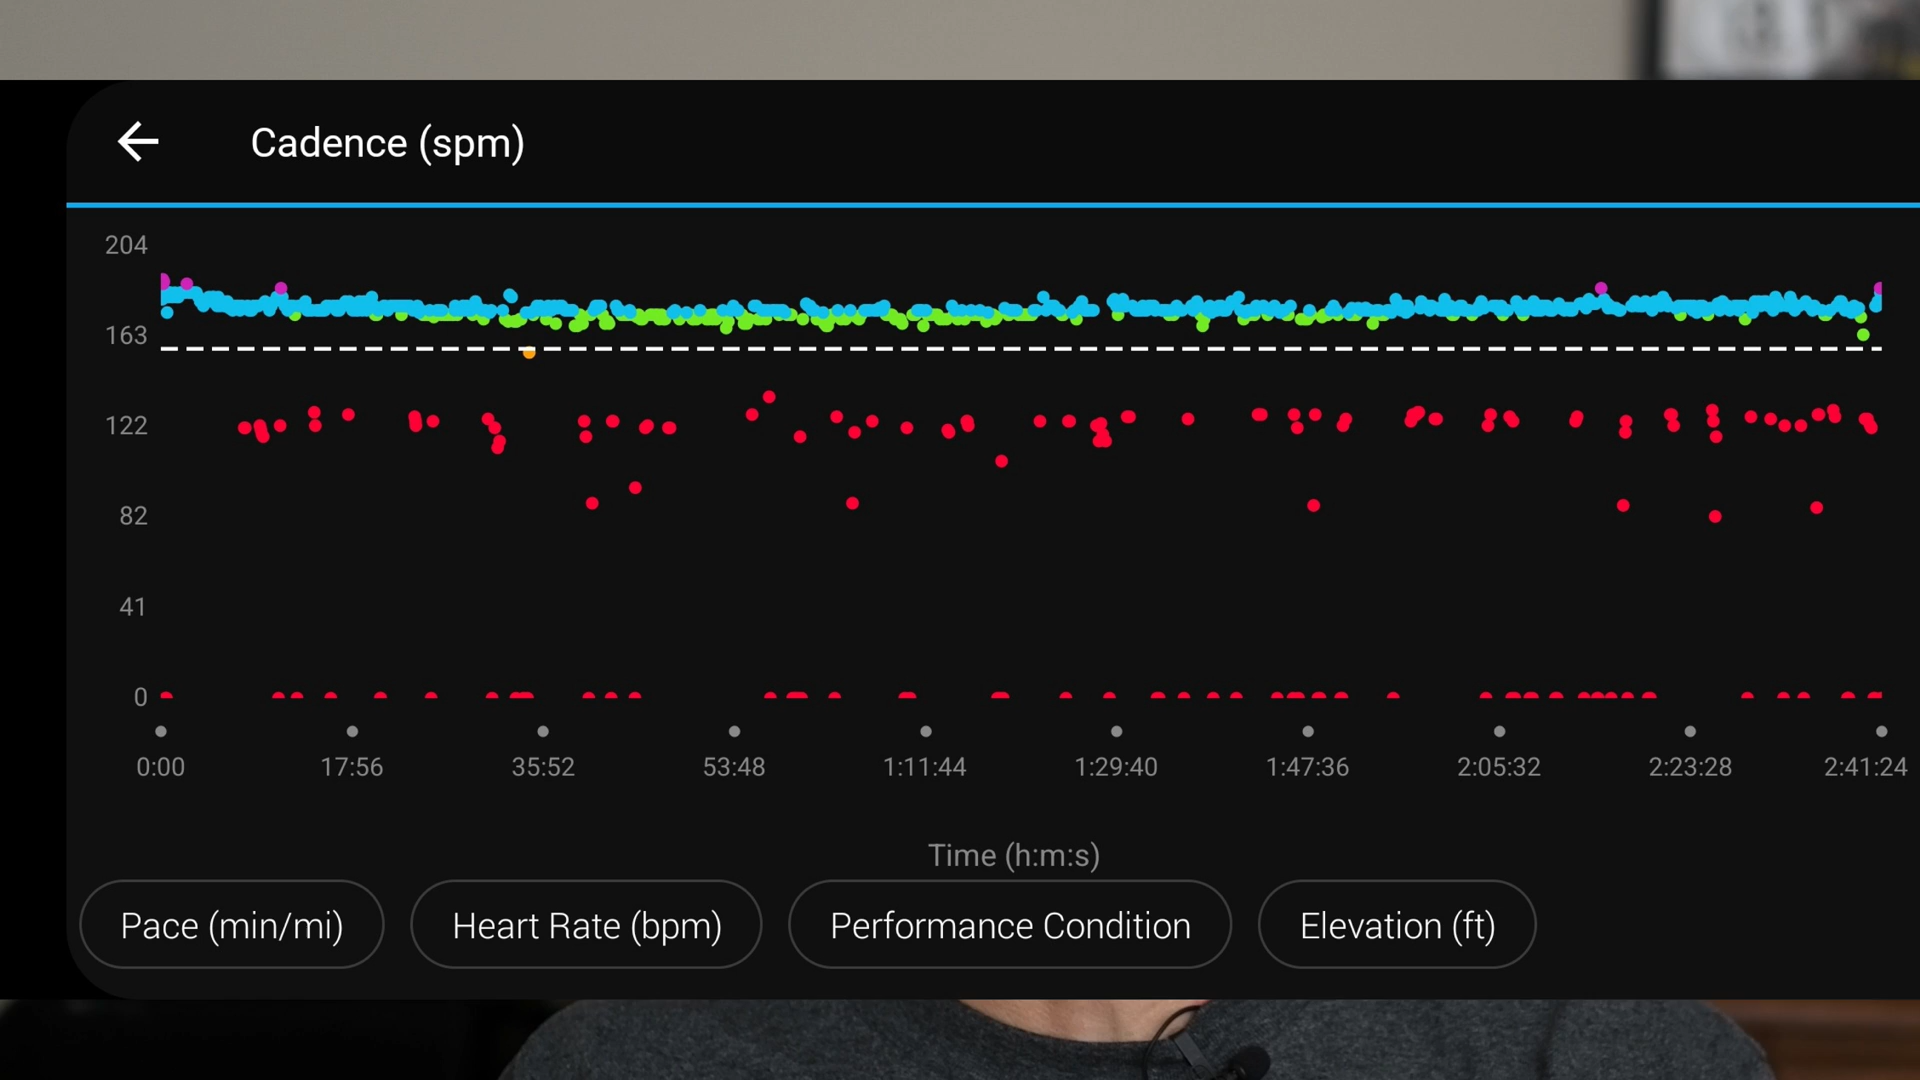 Cadence (spm)
204
163
122
82
41
0
0:00 17:56 35:52 53:48 1:11:44 1:29:40 1:47:36 2:05:32 2:23:28 2:41:24
Time (h:m:s)
Pace (min/mi) Heart Rate (bpm) Performance Condition Elevation (ft)